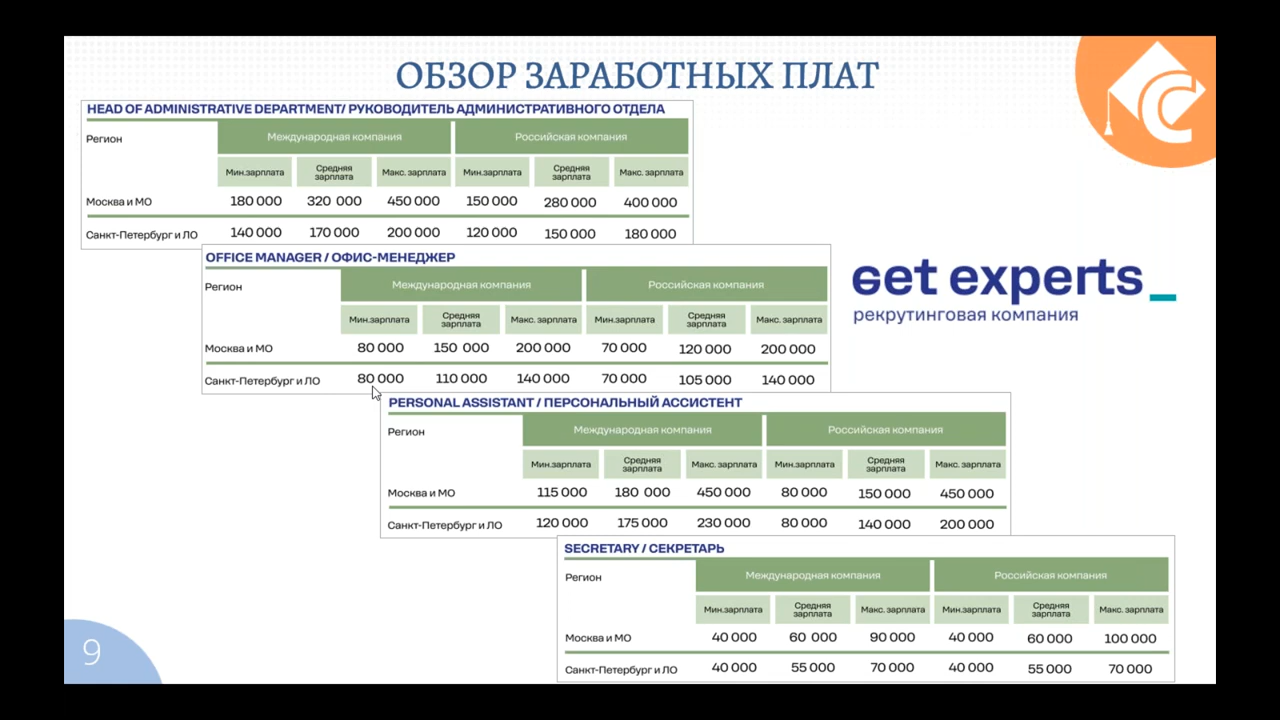 ОБЗОР ЗАРАБОТНЫХ ПЛАТ
HEAD OF ADMINISTRATIVE DEPARTMENT/ РУКОВОДИТЕЛЬ АДМИНИСТРАТИВНОГО ОТДЕЛА
Регион Международная компания Российская компания
Мин.зарплата Средняя зарплата Макс. зарплата Мин.зарплата Средняя зарплата Макс. зарплата
Москва и МО 180 000 320 000 450 000 150 000 280 000 400 000
Санкт-Петербург и ЛО 140 000 170 000 200 000 120 000 150 000 180 000
OFFICE MANAGER / ОФИС-МЕНЕДЖЕР
Регион Международная компания Российская компания
Мин.зарплата Средняя зарплата Макс. зарплата Мин.зарплата Средняя зарплата Макс. зарплата
Москва и МО 80 000 150 000 200 000 70 000 120 000 200 000
Санкт-Петербург и ЛО 80 000 110 000 140 000 70 000 105 000 140 000
get experts_
рекрутинговая компания
PERSONAL ASSISTANT / ПЕРСОНАЛЬНЫЙ АССИСТЕНТ
Регион Международная компания Российская компания
Мин.зарплата Средняя зарплата Макс. зарплата Мин.зарплата Средняя зарплата Макс. зарплата
Москва и МО 115 000 180 000 450 000 80 000 150 000 450 000
Санкт-Петербург и ЛО 120 000 175 000 230 000 80 000 140 000 200 000
SECRETARY / СЕКРЕТАРЬ
Регион Международная компания Российская компания
Мин.зарплата Средняя зарплата Макс. зарплата Мин.зарплата Средняя зарплата Макс. зарплата
Москва и МО 40 000 60 000 90 000 40 000 60 000 100 000
Санкт-Петербург и ЛО 40 000 55 000 70 000 40 000 55 000 70 000
9